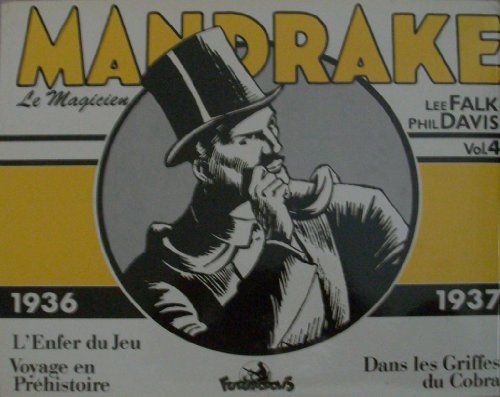 MANDRAKE
Le Magicien
LEE FALK
PHIL DAVIS
Vol.4
1936
1937
L'Enfer du Jeu
Voyage en
Préhistoire
Dans les Griffes
du Cobra
FUTUROPOLIS